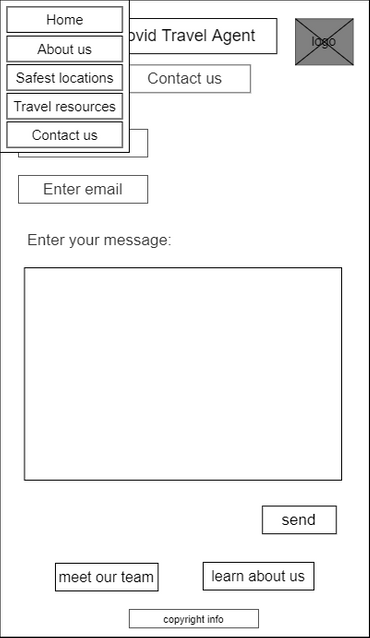 Home
About us
Safest locations
Travel resources
Contact us
ovid Travel Agent
logo
Contact us
Enter email
Enter your message:
send
meet our team
learn about us
copyright info